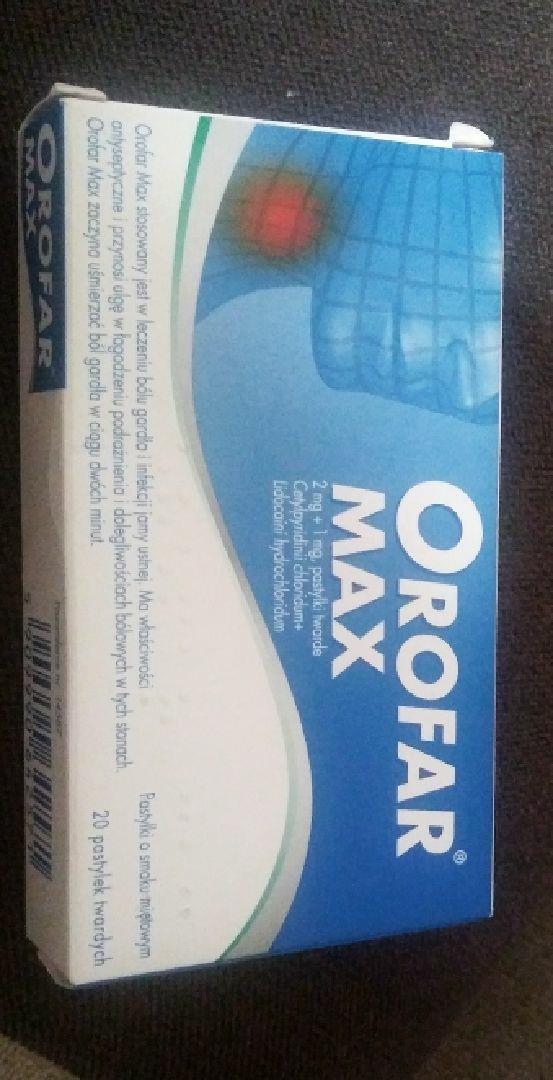 OROFAR®
MAX
2 mg + 1 mg, pastylki twarde
Cetylpyridinii chloridum+
Lidocaini hydrochloridum
Orofar Max stosowany jest w leczeniu bólu gardła i infekcji jamy ustnej. Ma właściwości
antyseptyczne i przynosi ulgę w łagodzeniu podrażnienia i dolegliwościach bólowych w tych stanach.
Orofar Max zaczyna uśmierzać ból gardła w ciągu dwóch minut.
Pastylki o smaku miętowym
20 pastylek twardych
OROFAR
MAX